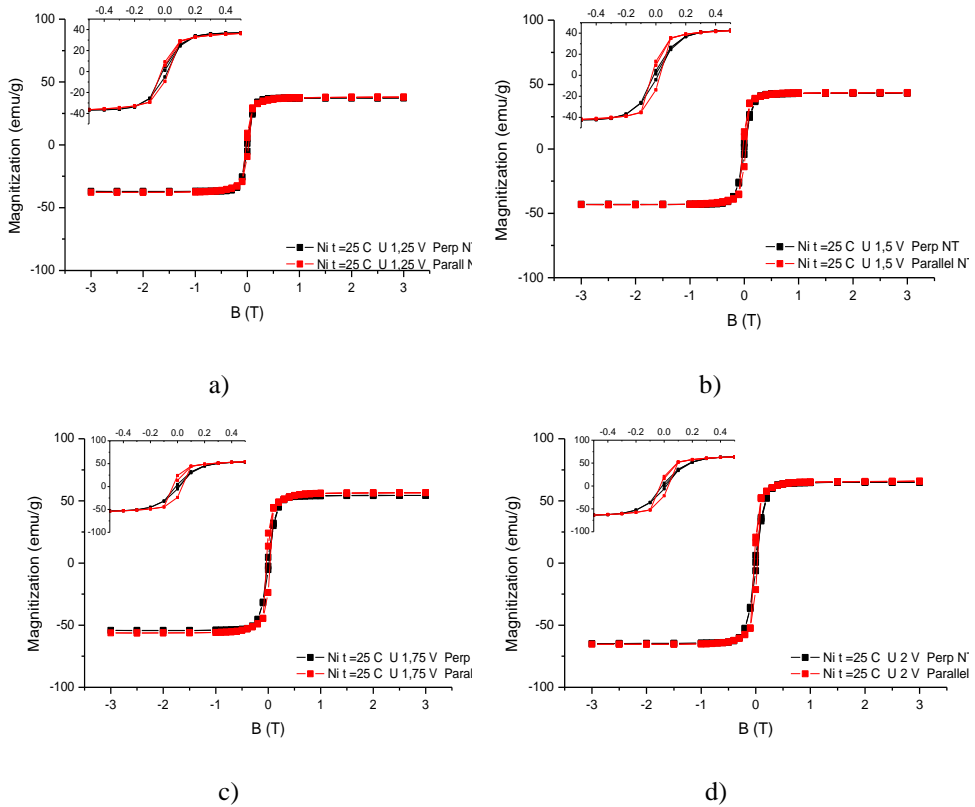 -0.4 -0.2 0.0 0.2 0.4
40
20
0
-20
-40
100
50
0
-50
-100
Magnitization (emu/g)
Ni t =25 C U 1,25 V Perp NT
Ni t =25 C U 1,25 V Parall N
-3 -2 -1 0 1 2 3
B (T)
a)
-0.4 -0.2 0.0 0.2 0.4
40
20
0
-20
-40
100
50
0
-50
-100
Magnitization (emu/g)
Ni t =25 C U 1,5 V Perp NT
Ni t =25 C U 1,5 V Parallel NT
-3 -2 -1 0 1 2 3
B (T)
b)
-0.4 -0.2 0.0 0.2 0.4
100
50
0
-50
-100
100
50
0
-50
-100
Magnitization (emu/g)
Ni t =25 C U 1,75 V Perp
Ni t =25 C U 1,75 V Paral
-3 -2 -1 0 1 2 3
B (T)
c)
-0.4 -0.2 0.0 0.2 0.4
100
50
0
-50
-100
100
50
0
-50
-100
Magnitization (emu/g)
Ni t =25 C U 2 V Perp NT
Ni t =25 C U 2 V Parallel
-3 -2 -1 0 1 2 3
B (T)
d)